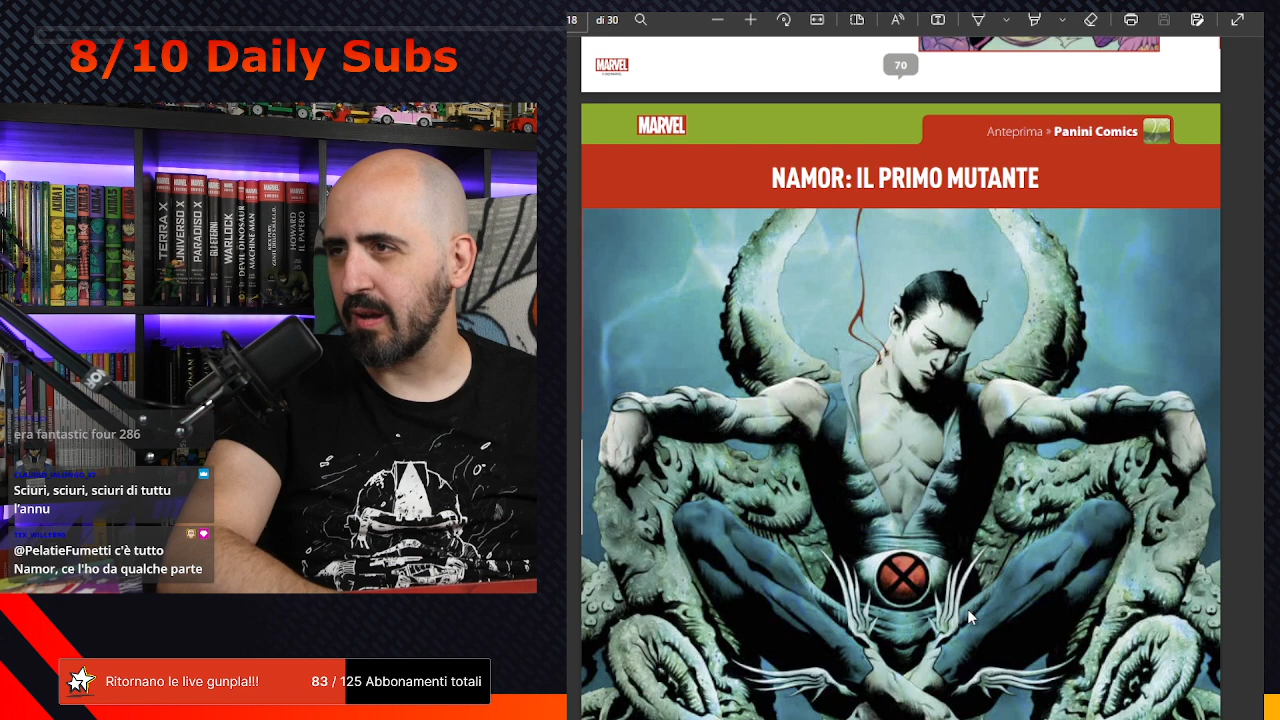 8/10 Daily Subs
18 di 30
MARVEL
70
MARVEL
Anteprima » Panini Comics
NAMOR: IL PRIMO MUTANTE
TERRA X
UNIVERSO X
PARADISO X
GLI ETERNI
WARLOCK
DEVIL DINOSAUR
MACHINE MAN
HOWARD
IL PAPERO
era fantastic four 286
Sciuri, sciuri, sciuri di tuttu
l'annu
@PelatieFumetti c'è tutto
Namor, ce l'ho da qualche parte
Ritornano le live gunpla!!!
83 / 125 Abbonamenti totali